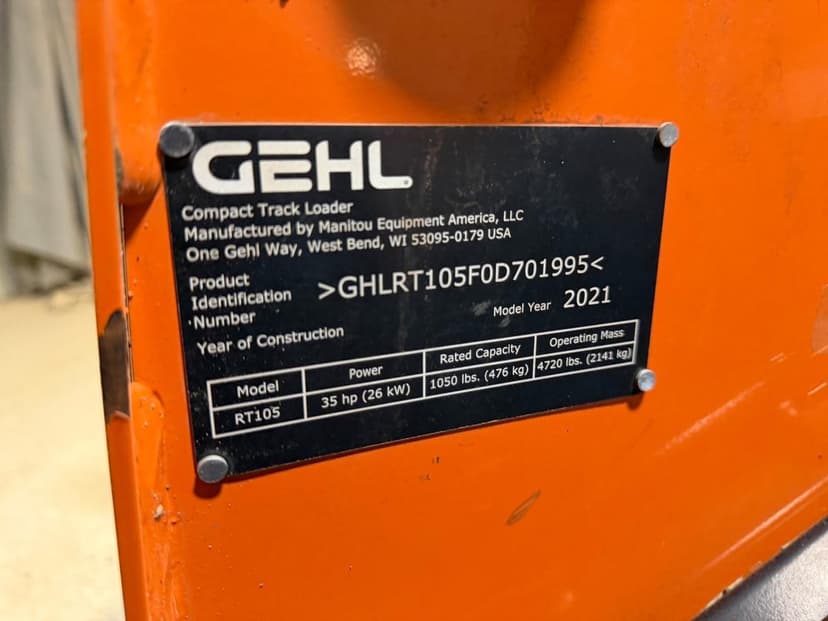 GEHL
Compact Track Loader
Manufactured by Manitou Equipment America, LLC
One Gehl Way, West Bend, WI 53095-0179 USA
Product
Identification
Number
>GHLRT105F0D701995<
Year of Construction
Model Year 2021
Model Power Rated Capacity Operating Mass
RT105 35 hp (26 kW) 1050 lbs. (476 kg) 4720 lbs. (2141 kg)